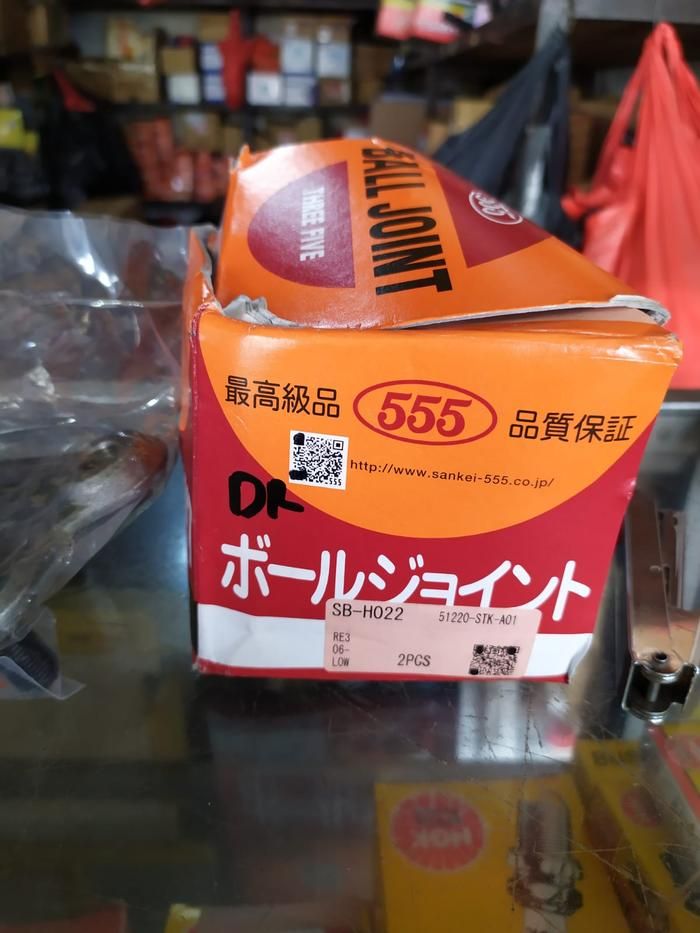 BALL JOINT
THREE FIVE
555
最高級品 555 品質保証
http://www.sankei-555.co.jp/
DK
ボールジョイント
SB-H022 51220-STK-A01
RE3
06-
LOW 2PCS
NGK